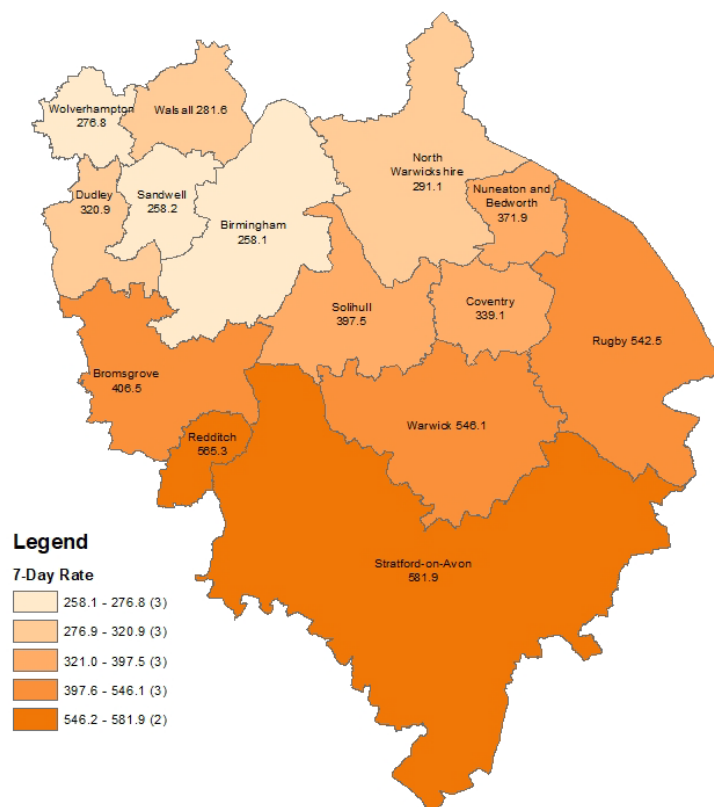 Wolverhampton
276.8
Walsall 281.6
Dudley
320.9
Sandwell
258.2
Birmingham
258.1
North
Warwickshire
291.1
Nuneaton and
Bedworth
371.9
Solihull
397.5
Coventry
339.1
Rugby 542.5
Bromsgrove
406.5
Redditch
565.3
Warwick 546.1
Stratford-on-Avon
581.9
Legend
7-Day Rate
258.1 - 276.8 (3)
276.9 - 320.9 (3)
321.0 - 397.5 (3)
397.6 - 546.1 (3)
546.2 - 581.9 (2)